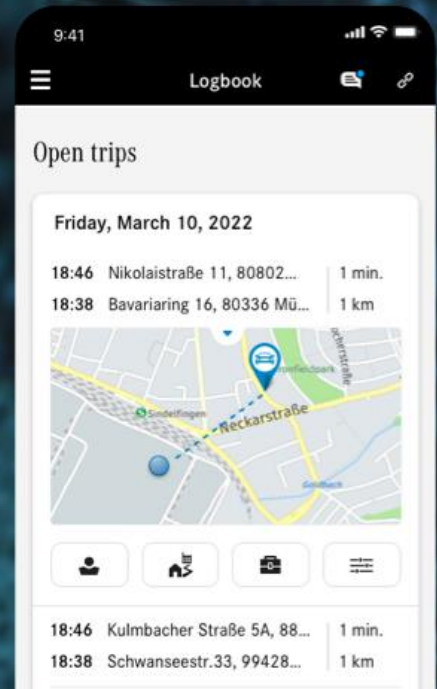 9:41
Logbook
Open trips
Friday, March 10, 2022
18:46 Nikolaistraße 11, 80802... 1 min.
18:38 Bavariaring 16, 80336 Mü... 1 km
Sindelfingen
Neckarstraße
Goldbach
18:46 Kulmbacher Straße 5A, 88... 1 min.
18:38 Schwanseestr.33, 99428... 1 km